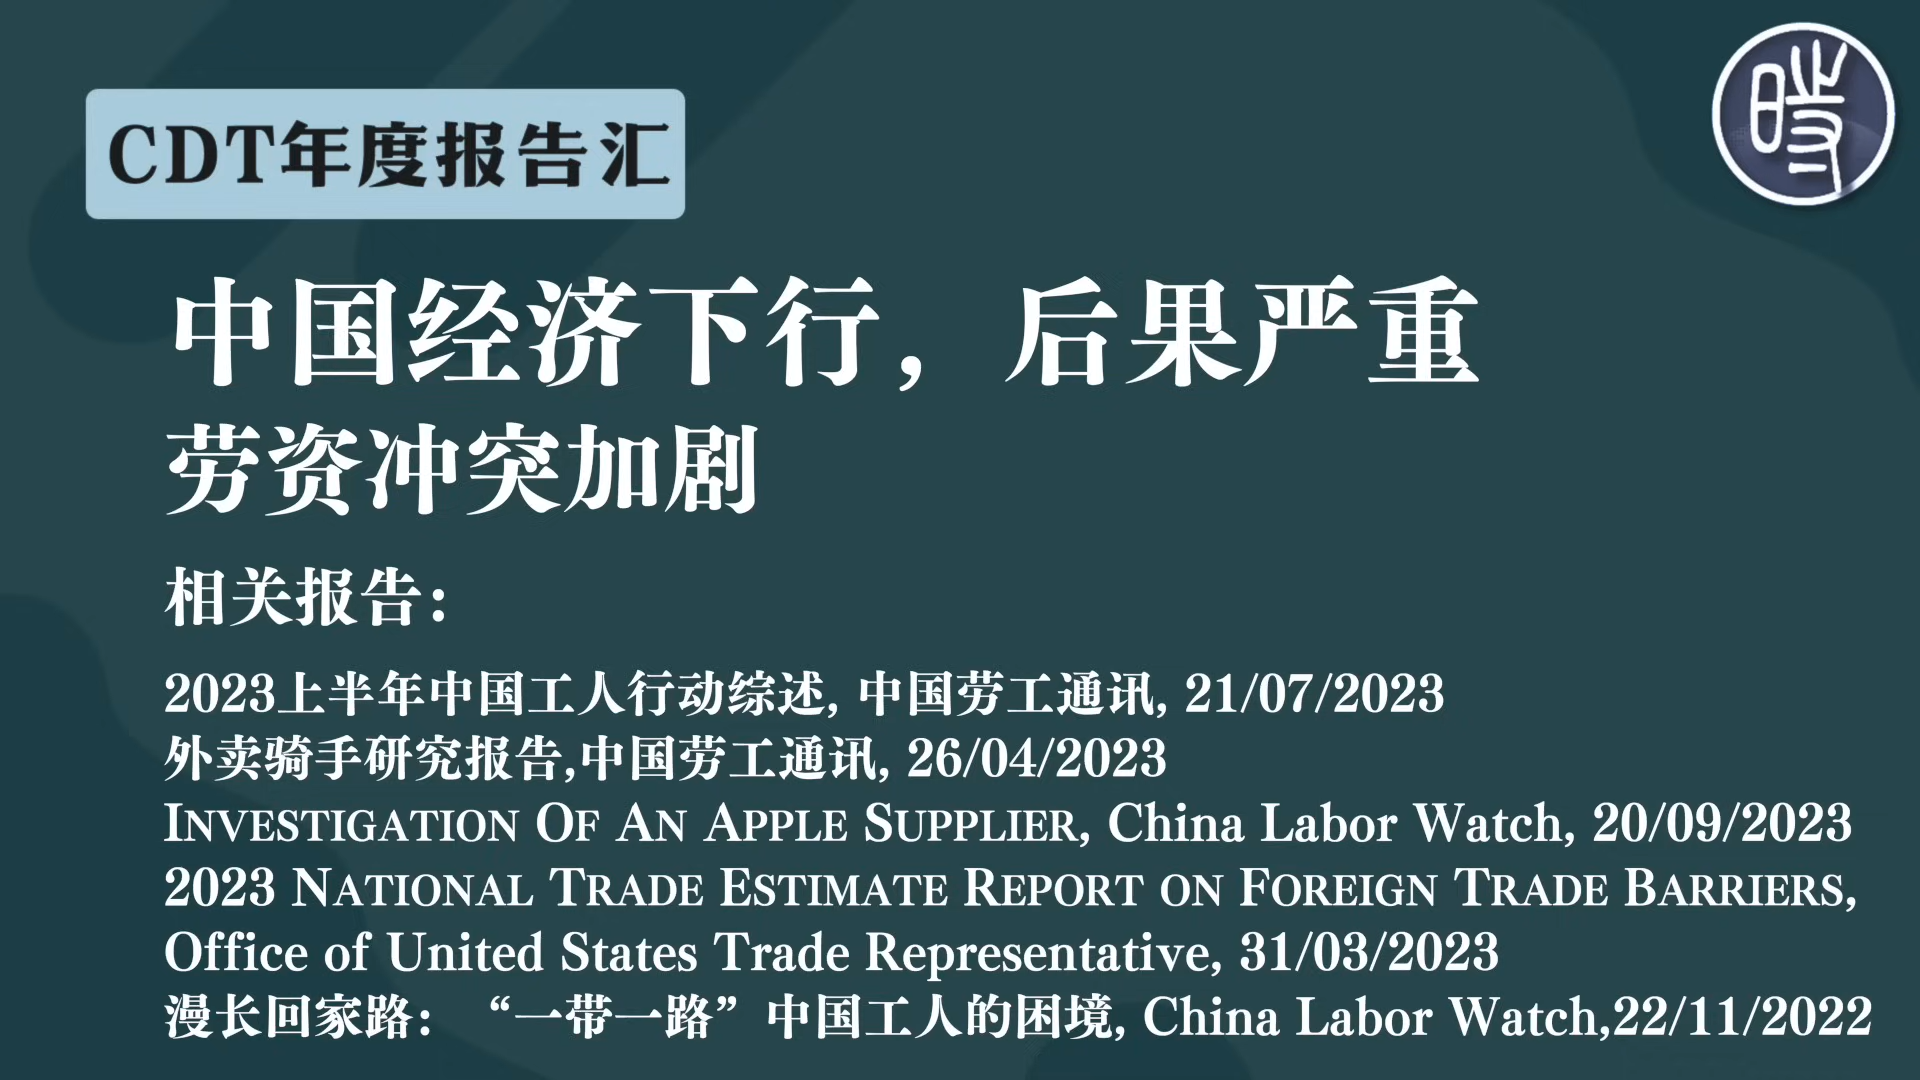 時
CDT年度报告汇
中国经济下行，后果严重
劳资冲突加剧
相关报告：
2023上半年中国工人行动综述, 中国劳工通讯, 21/07/2023
外卖骑手研究报告,中国劳工通讯, 26/04/2023
INVESTIGATION OF AN APPLE SUPPLIER, China Labor Watch, 20/09/2023
2023 NATIONAL TRADE ESTIMATE REPORT ON FOREIGN TRADE BARRIERS,
Office of United States Trade Representative, 31/03/2023
漫长回家路：“一带一路”中国工人的困境, China Labor Watch,22/11/2022